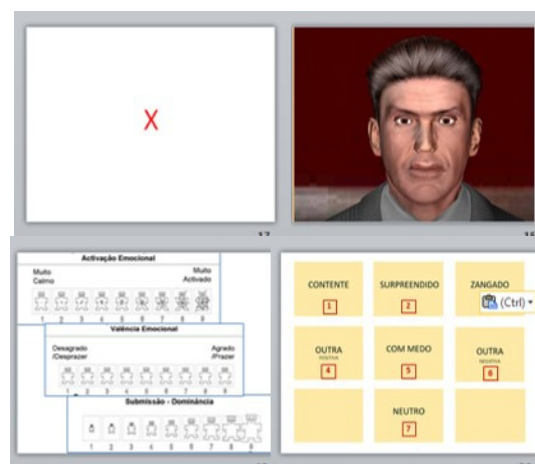 X
17
Activação Emocional
Muito Calmo
Muito Activado
1 2 3 4 5 6 7 8 9
Valência Emocional
Desagrado /Desprazer
Agrado /Prazer
1 2 3 4 5 6 7 8 9
Submissão - Dominância
1 2 3 4 5 6 7 8 9
CONTENTE SURPREENDIDO ZANGADO
1 2 (Ctrl)
OUTRA COM MEDO OUTRA
POSITIVA NEGATIVA
4 5 6
NEUTRO
7